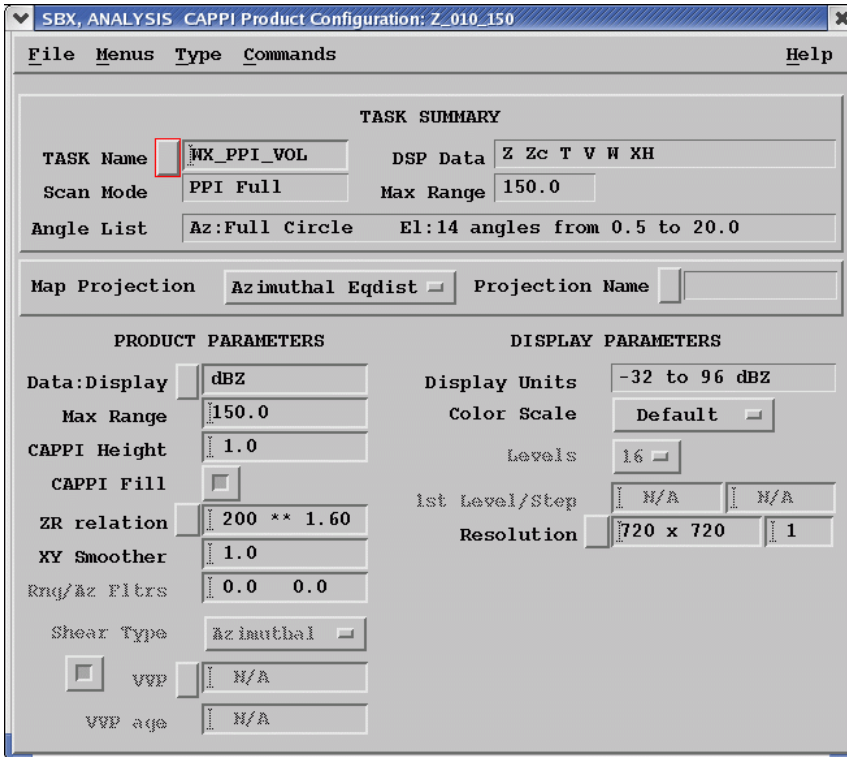 SBX, ANALYSIS CAPPI Product Configuration: Z_010_150
File Menus Type Commands Help
TASK SUMMARY
TASK Name WX_PPI_VOL DSP Data Z Zc T V W XH
Scan Mode PPI Full Max Range 150.0
Angle List Az:Full Circle El:14 angles from 0.5 to 20.0
Map Projection Azimuthal Eqdist Projection Name
PRODUCT PARAMETERS DISPLAY PARAMETERS
Data:Display dBZ Display Units -32 to 96 dBZ
Max Range 150.0 Color Scale Default
CAPPI Height 1.0 Levels 16
CAPPI Fill 1st Level/Step N/A N/A
ZR relation 200 ** 1.60 Resolution 720 x 720 1
XY Smoother 1.0
Rng/Az Fltrs 0.0 0.0
Shear Type Azimuthal
VVP N/A
VVP age N/A